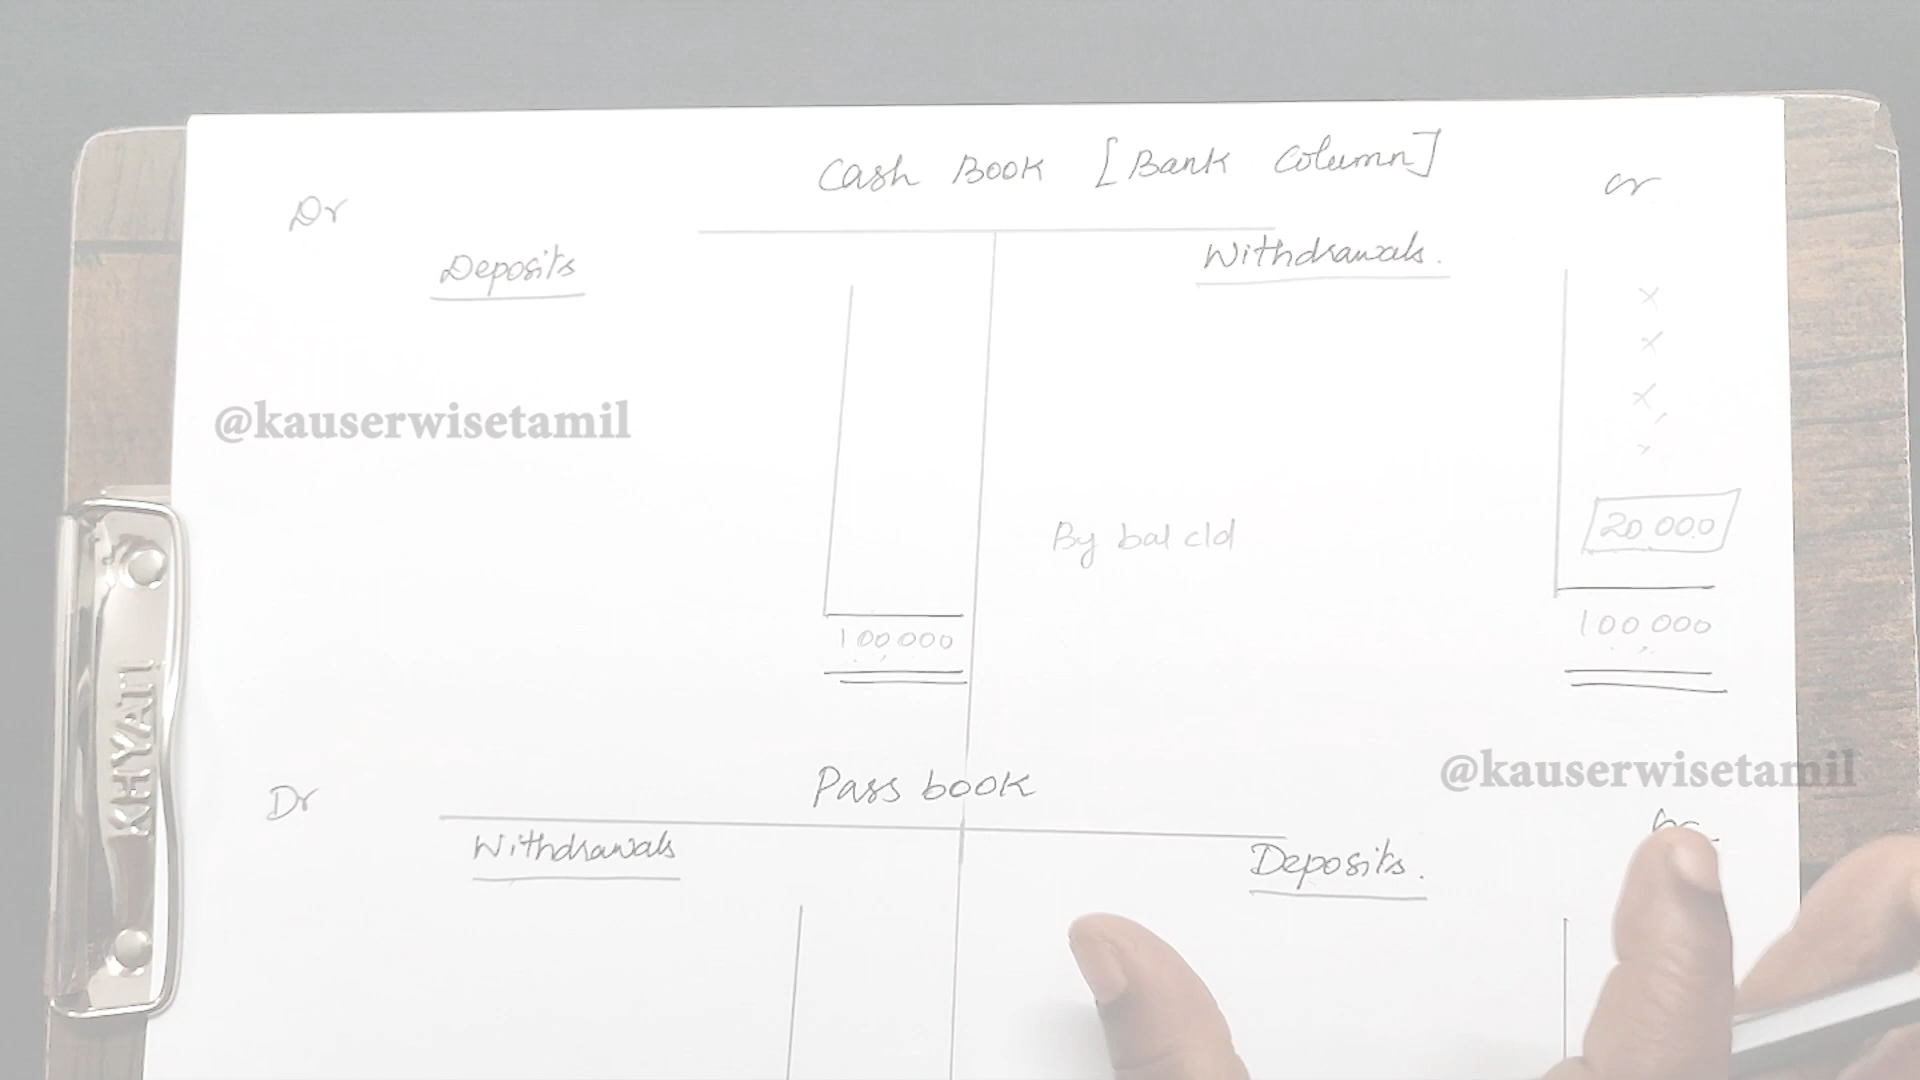 Cash Book [Bank Column]
Dr
Cr
Deposits
Withdrawals.
x
x
x
x
@kauserwisetamil
By bal c/d
20 000
100 000
100 000
KHYATI
Pass book
@kauserwisetamil
Dr
Cr
Withdrawals
Deposits.